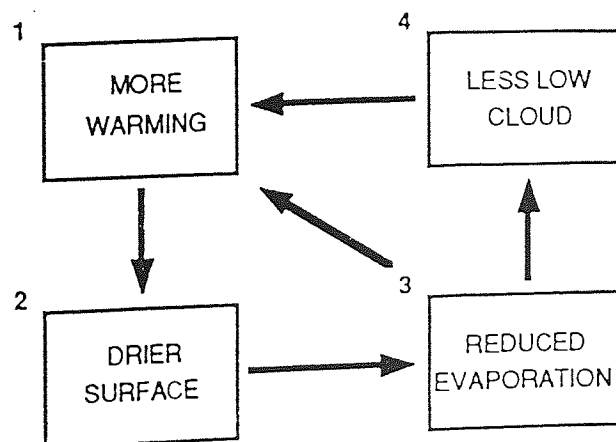 1
MORE
WARMING
4
LESS LOW
CLOUD
2
DRIER
SURFACE
3
REDUCED
EVAPORATION